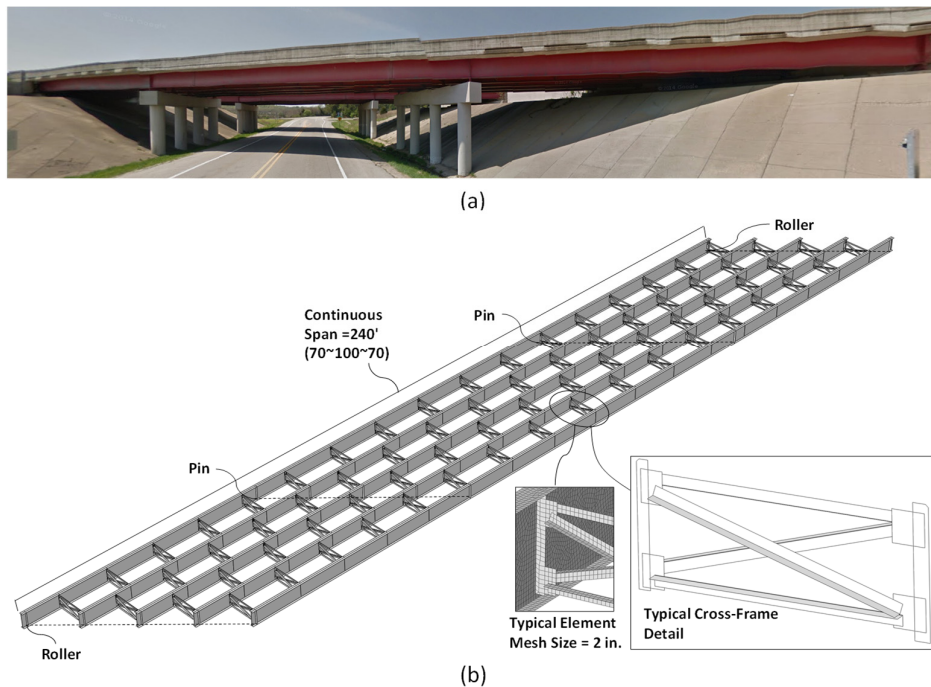 (a)
Roller
Continuous
Span =240'
(70~100~70)
Pin
Pin
Typical Element
Mesh Size = 2 in.
Typical Cross-Frame
Detail
Roller
(b)